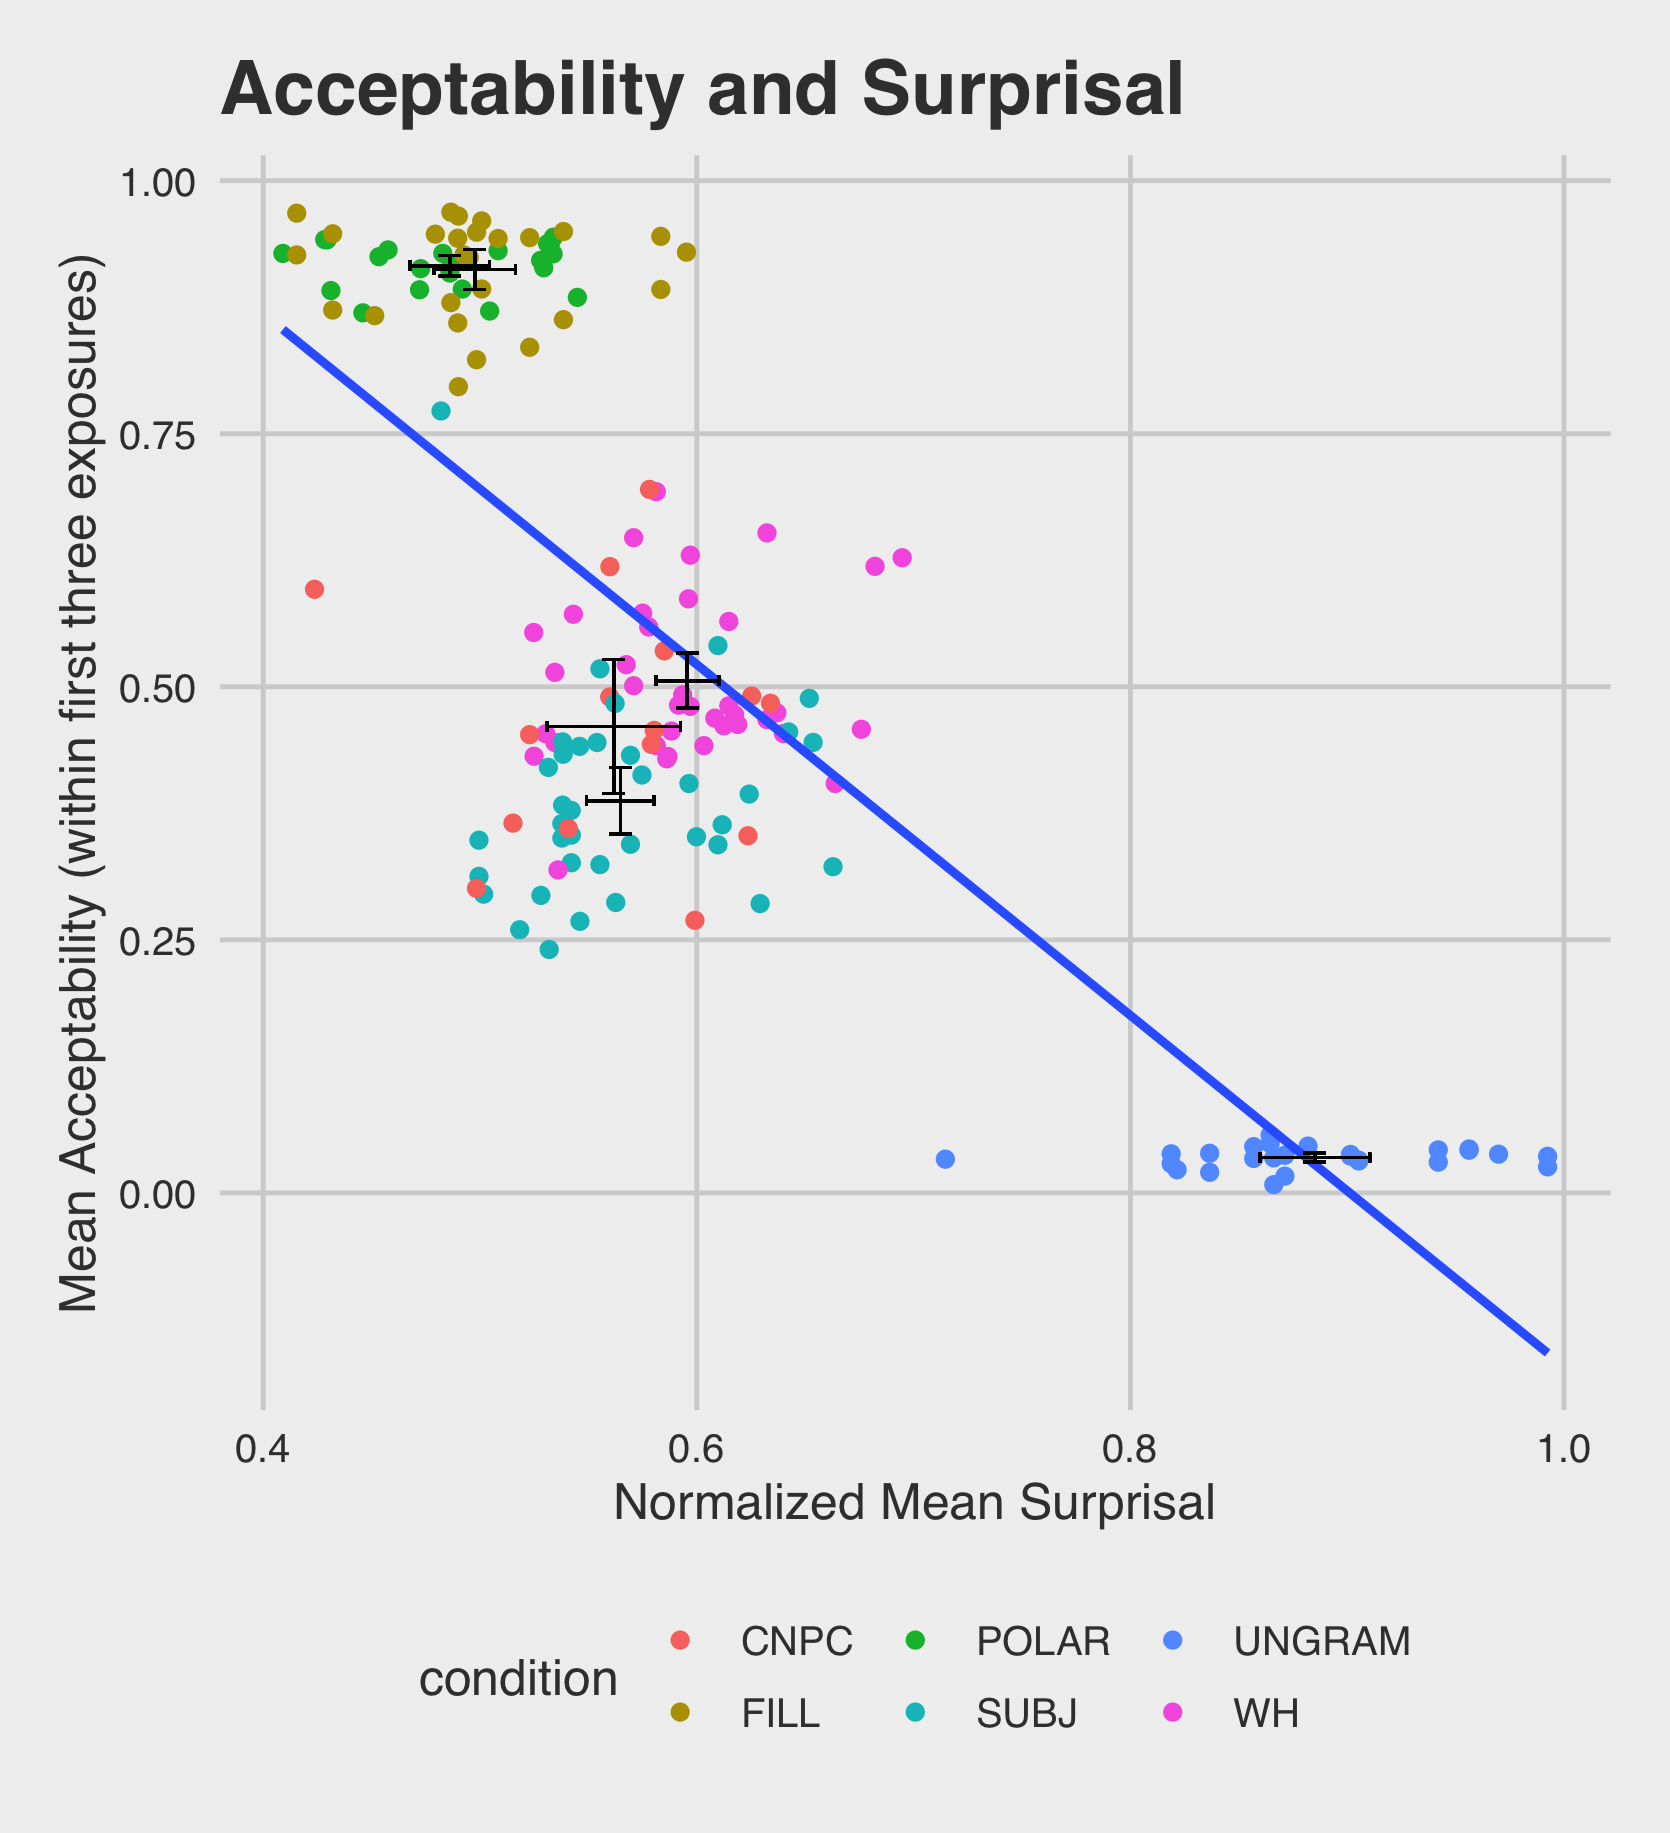 Acceptability and Surprisal
Mean Acceptability (within first three exposures)
1.00
0.75
0.50
0.25
0.00
0.4 0.6 0.8 1.0
Normalized Mean Surprisal
condition
CNPC POLAR UNGRAM
FILL SUBJ WH